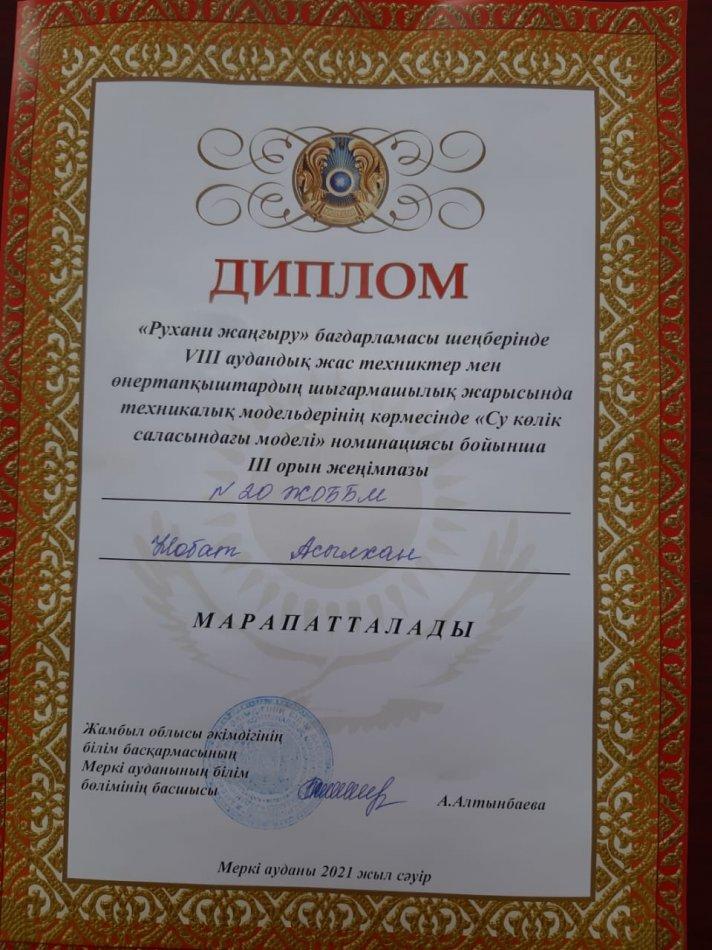 ДИПЛОМ
«Рухани жаңғыру» бағдарламасы шеңберінде
VIII аудандық жас техниктер мен
өнертапқыштардың шығармашылық жарысында
техникалық модельдерінің көрмесінде «Су көлік
саласындағы моделі» номинациясы бойынша
III орын жеңімпазы
№ 20 ЖОББМ
Асылхан
МАРАПАТТАЛАДЫ
Жамбыл облысы әкімдігінің
білім басқармасының
Меркі ауданының білім
бөлімінің басшысы
А.Алтынбаева
Меркі ауданы 2021 жыл сәуір